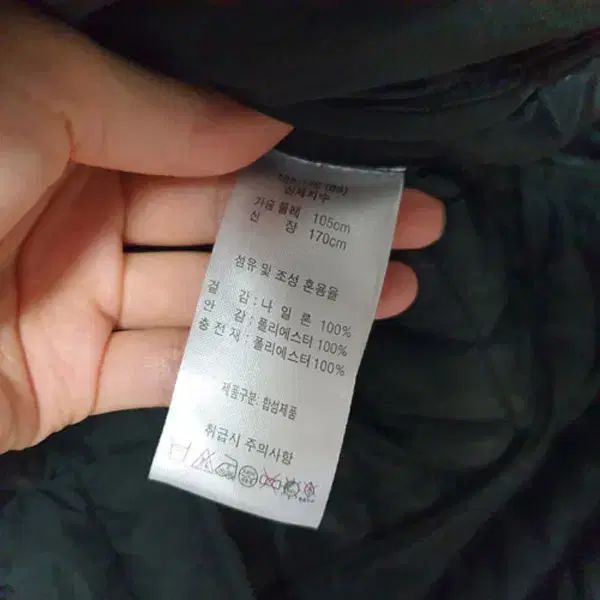 신체치수
가슴둘레 105cm
신 장 170cm
섬유 및 조성 혼용율
겉 감 : 나 일 론 100%
안 감 : 폴리에스터 100%
충 전 재 : 폴리에스터 100%
제품구분: 합섬제품
취급시 주의사항